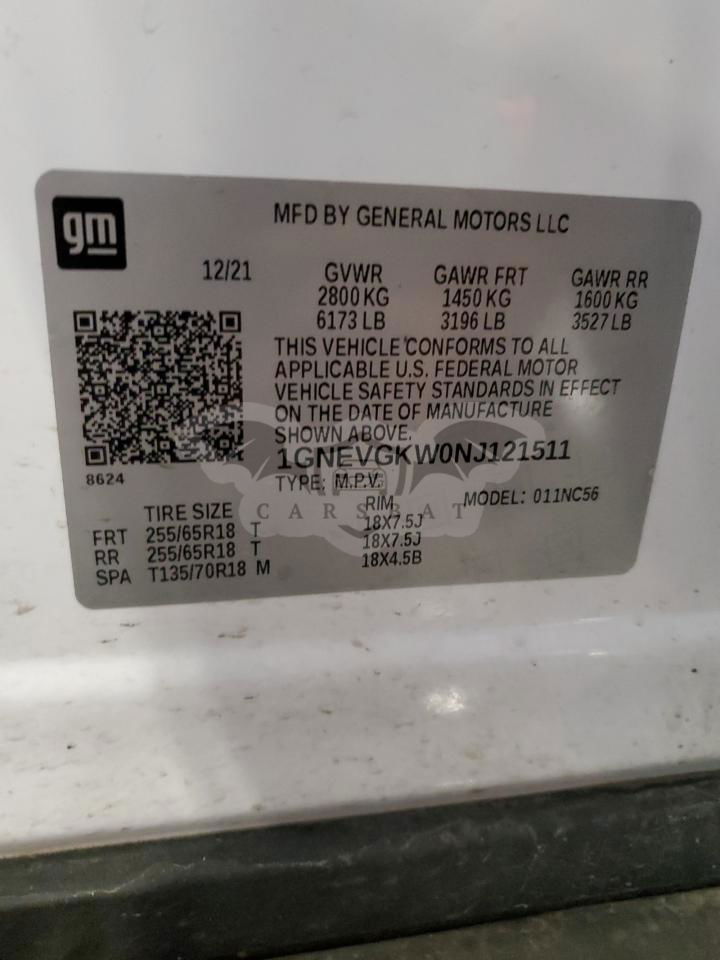 gm
MFD BY GENERAL MOTORS LLC
12/21 GVWR GAWR FRT GAWR RR
2800 KG 1450 KG 1600 KG
6173 LB 3196 LB 3527 LB
THIS VEHICLE CONFORMS TO ALL
APPLICABLE U.S. FEDERAL MOTOR
VEHICLE SAFETY STANDARDS IN EFFECT
ON THE DATE OF MANUFACTURE
SHOWN ABOVE.
8624
1GNEVGKW0NJ121511
TYPE: M.P.V. MODEL: 011NC56
TIRE SIZE RIM
FRT 255/65R18 T 18X7.5J
RR 255/65R18 T 18X7.5J
SPA T135/70R18 M 18X4.5B
CARSBAT